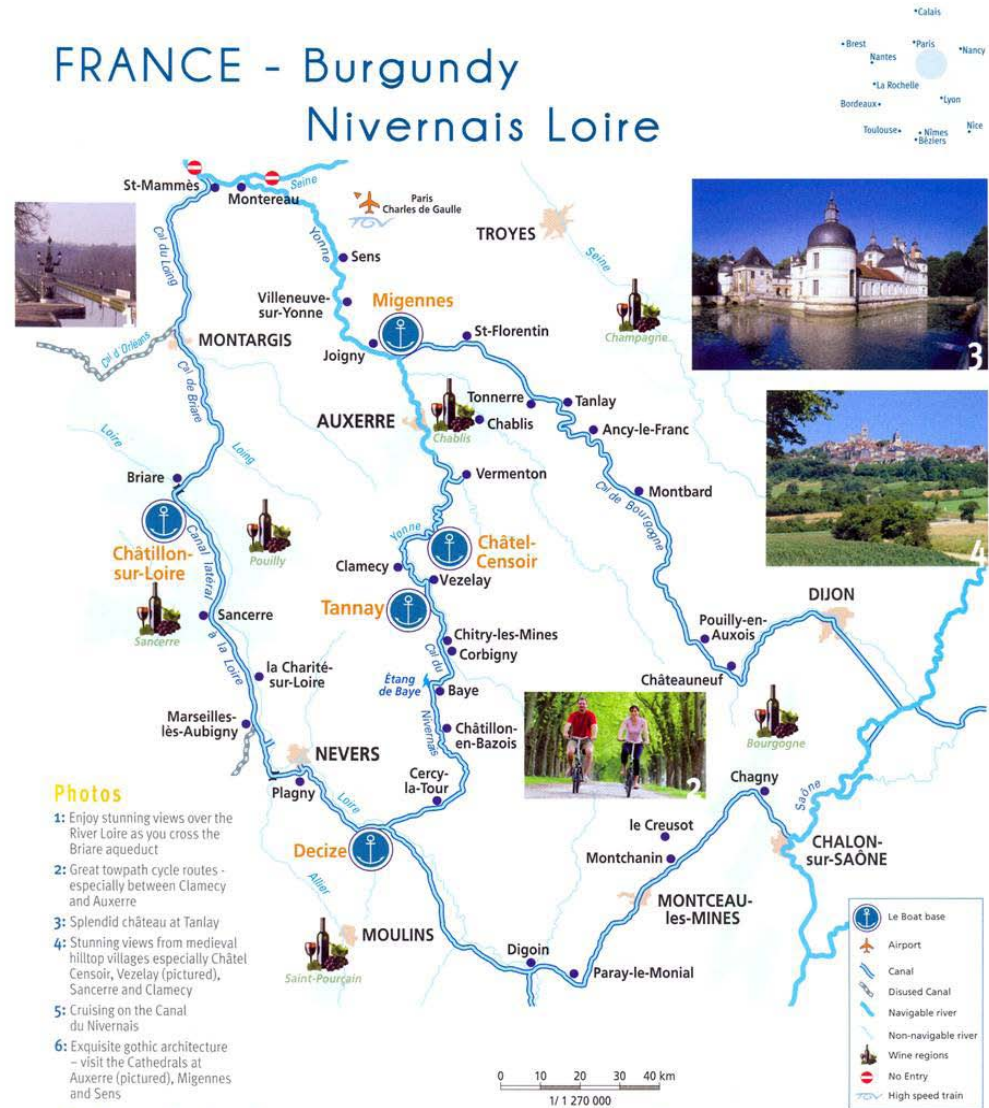 FRANCE - Burgundy
Nivernais Loire
Calais
Brest
Paris
Nancy
Nantes
La Rochelle
Bordeaux
Lyon
Toulouse
Nîmes
Nice
Béziers
St-Mammès
Montereau
Seine
Paris
Charles de Gaulle
TGV
TROYES
Seine
Cal du Loing
Yonne
Sens
Villeneuve-
sur-Yonne
Migennes
St-Florentin
Champagne
3
MONTARGIS
Joigny
Cal d'Orléans
Cal de Briare
Tonnerre
Tanlay
AUXERRE
Chablis
Chablis
Ancy-le-Franc
Loire
Loing
Briare
Vermenton
Montbard
Cal de Bourgogne
Châtillon-
sur-Loire
Canal latéral
à la Loire
Pouilly
Yonne
Châtel-
Censoir
4
Clamecy
Vezelay
Tannay
DIJON
Sancerre
Sancerre
Chitry-les-Mines
Corbigny
Pouilly-en-
Auxois
la Charité-
sur-Loire
Cal du
Nivernais
Étang
de Baye
Baye
Châteauneuf
Marseilles-
lès-Aubigny
Châtillon-
en-Bazois
2
Bourgogne
NEVERS
Cercy-
la-Tour
Chagny
Saône
Plagny
Loire
le Creusot
CHALON-
sur-SAÔNE
Decize
Montchanin
Allier
MONTCEAU-
les-MINES
MOULINS
Saint-Pourçain
Digoin
Paray-le-Monial
Photos
1: Enjoy stunning views over the
River Loire as you cross the
Briare aqueduct
2: Great towpath cycle routes -
especially between Clamecy
and Auxerre
3: Splendid château at Tanlay
4: Stunning views from medieval
hilltop villages especially Châtel
Censoir, Vezelay (pictured),
Sancerre and Clamecy
5: Cruising on the Canal
du Nivernais
6: Exquisite gothic architecture
– visit the Cathedrals at
Auxerre (pictured), Migennes
and Sens
0 10 20 30 40 km
1/ 1 270 000
Le Boat base
Airport
Canal
Disused Canal
Navigable river
Non-navigable river
Wine regions
No Entry
TGV High speed train